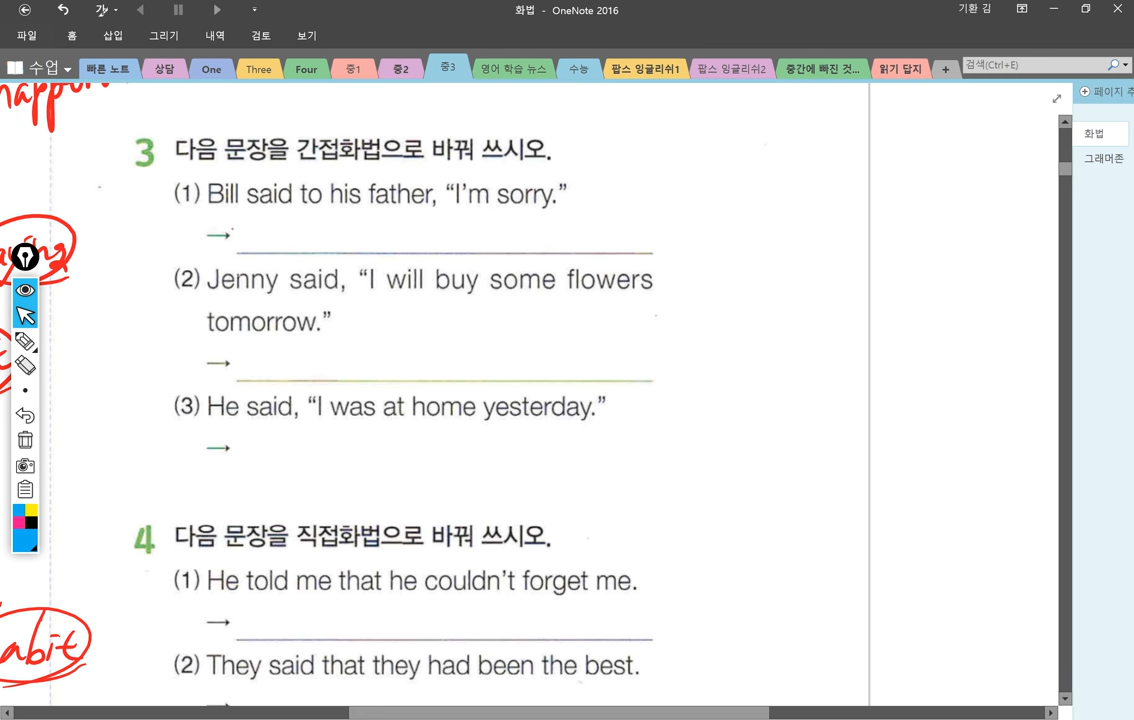 화법 - OneNote 2016
기환 김
파일 홈 삽입 그리기 내역 검토 보기
수업 빠른 노트 상담 One Three Four 중1 중2 중3 영어 학습 뉴스 수능 팝스 잉글리쉬1 팝스 잉글리쉬2 중간에 빠진 것... 읽기 답지 + 검색(Ctrl+E)
페이지 추
화법
그래머존
happon
3 다음 문장을 간접화법으로 바꿔 쓰시오.
(1) Bill said to his father, “I’m sorry.”
→
(2) Jenny said, “I will buy some flowers
tomorrow.”
→
(3) He said, “I was at home yesterday.”
→
4 다음 문장을 직접화법으로 바꿔 쓰시오.
(1) He told me that he couldn’t forget me.
→
abit
(2) They said that they had been the best.